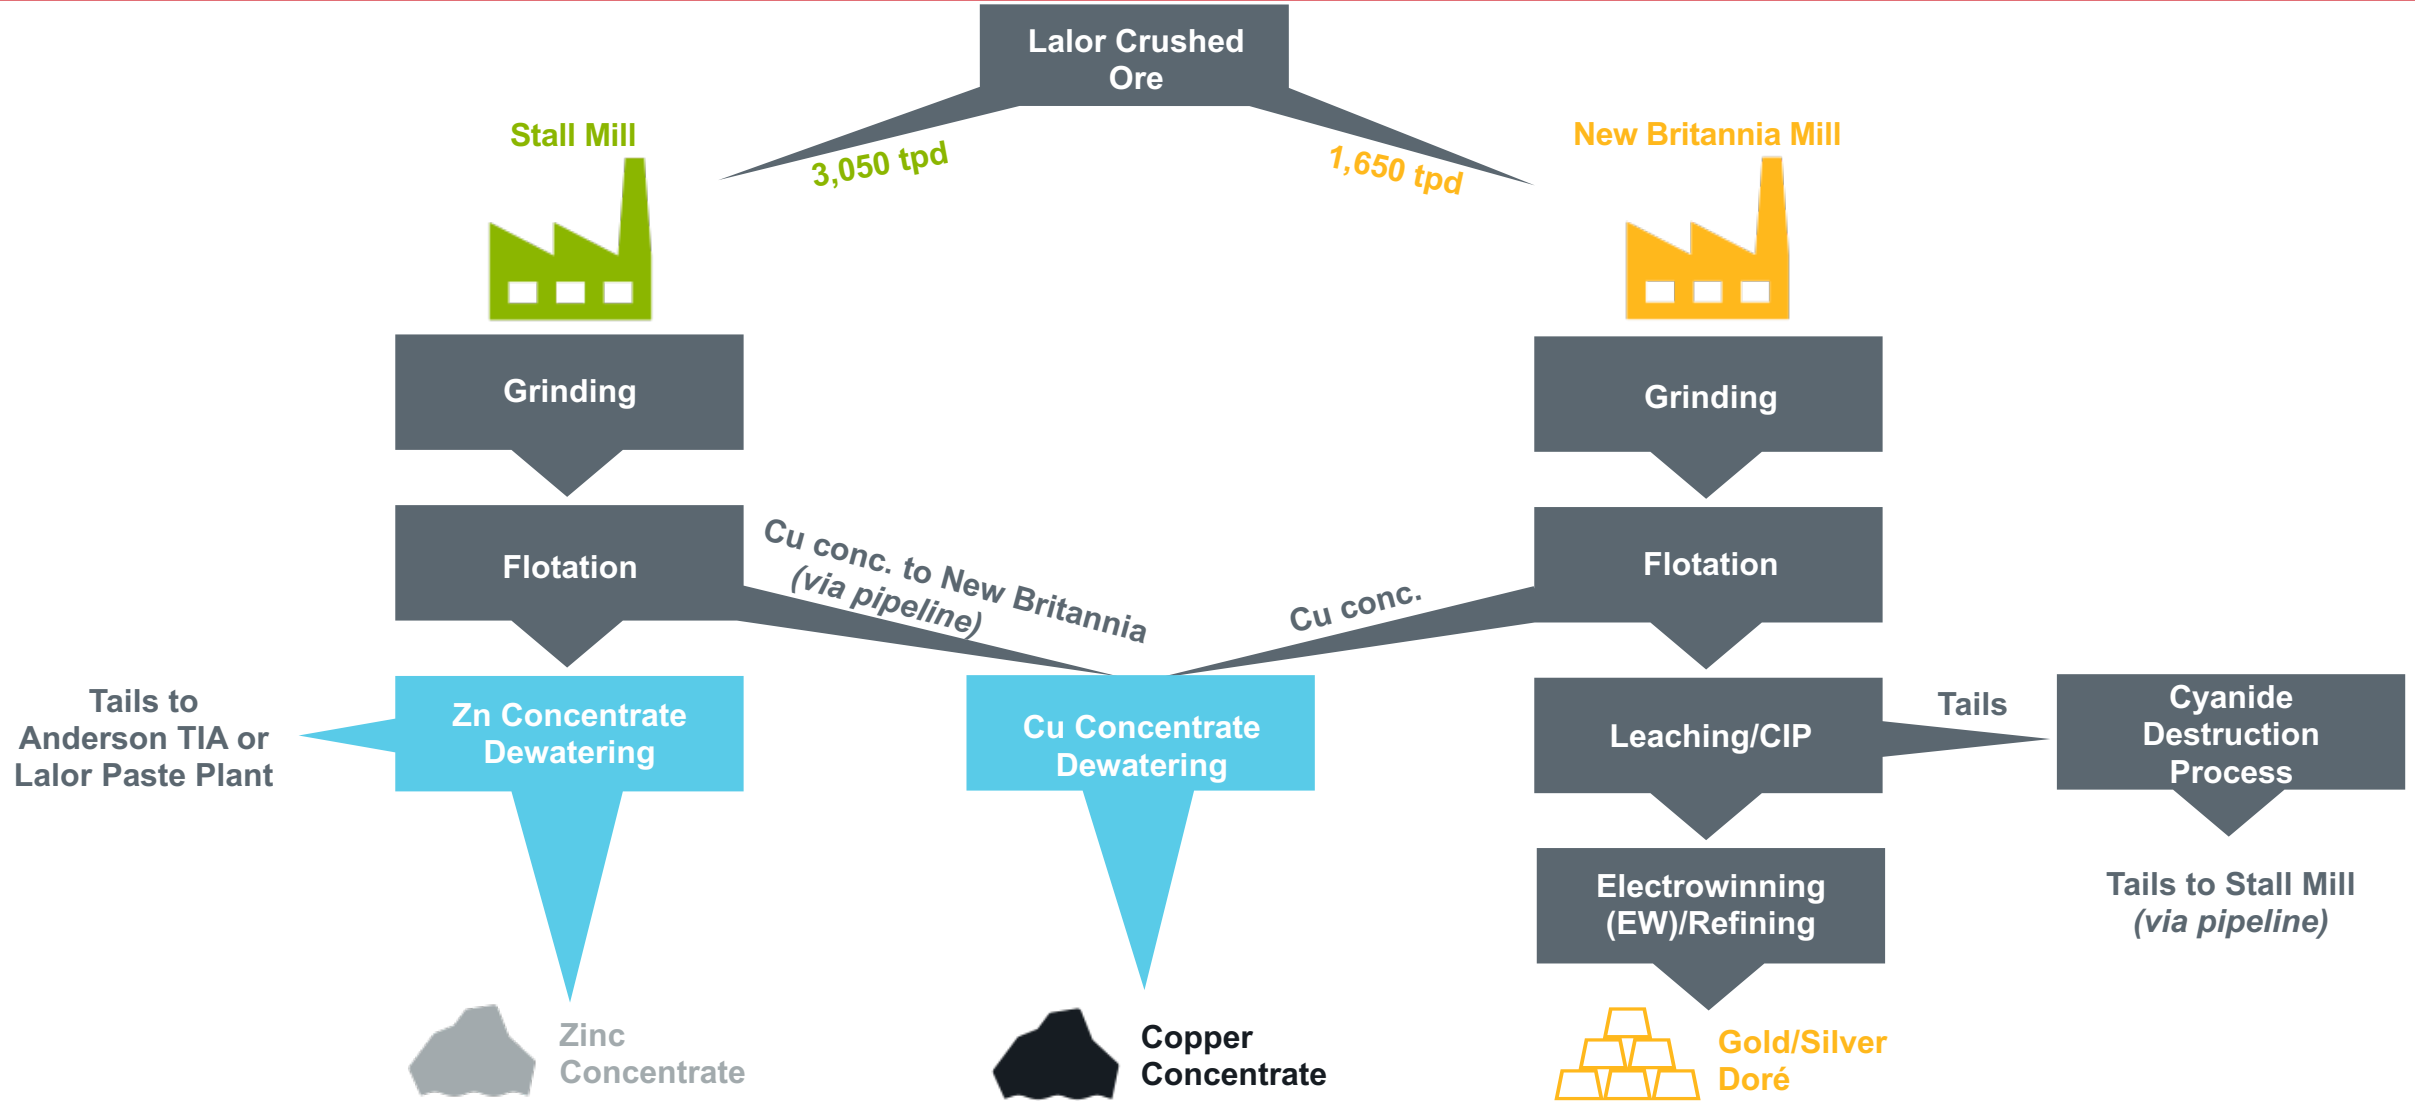 Lalor Crushed
Ore
Stall Mill
3,050 tpd
1,650 tpd
New Britannia Mill
Grinding
Grinding
Flotation
Cu conc. to New Britannia
(via pipeline)
Cu conc.
Flotation
Tails to
Anderson TIA or
Lalor Paste Plant
Zn Concentrate
Dewatering
Cu Concentrate
Dewatering
Leaching/CIP
Tails
Cyanide
Destruction
Process
Electrowinning
(EW)/Refining
Tails to Stall Mill
(via pipeline)
Zinc
Concentrate
Copper
Concentrate
Gold/Silver
Doré